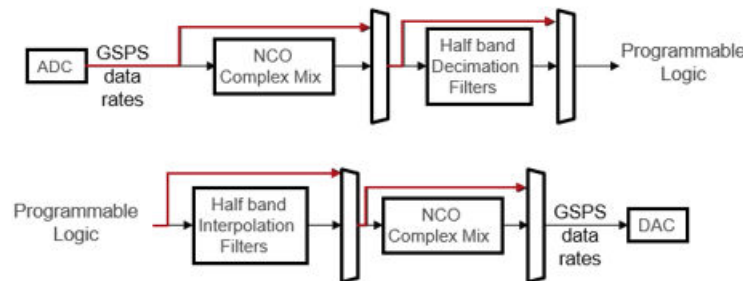 ADC
GSPS
data
rates
NCO
Complex Mix
Half band
Decimation
Filters
Programmable
Logic
Programmable
Logic
Half band
Interpolation
Filters
NCO
Complex Mix
GSPS
data
rates
DAC